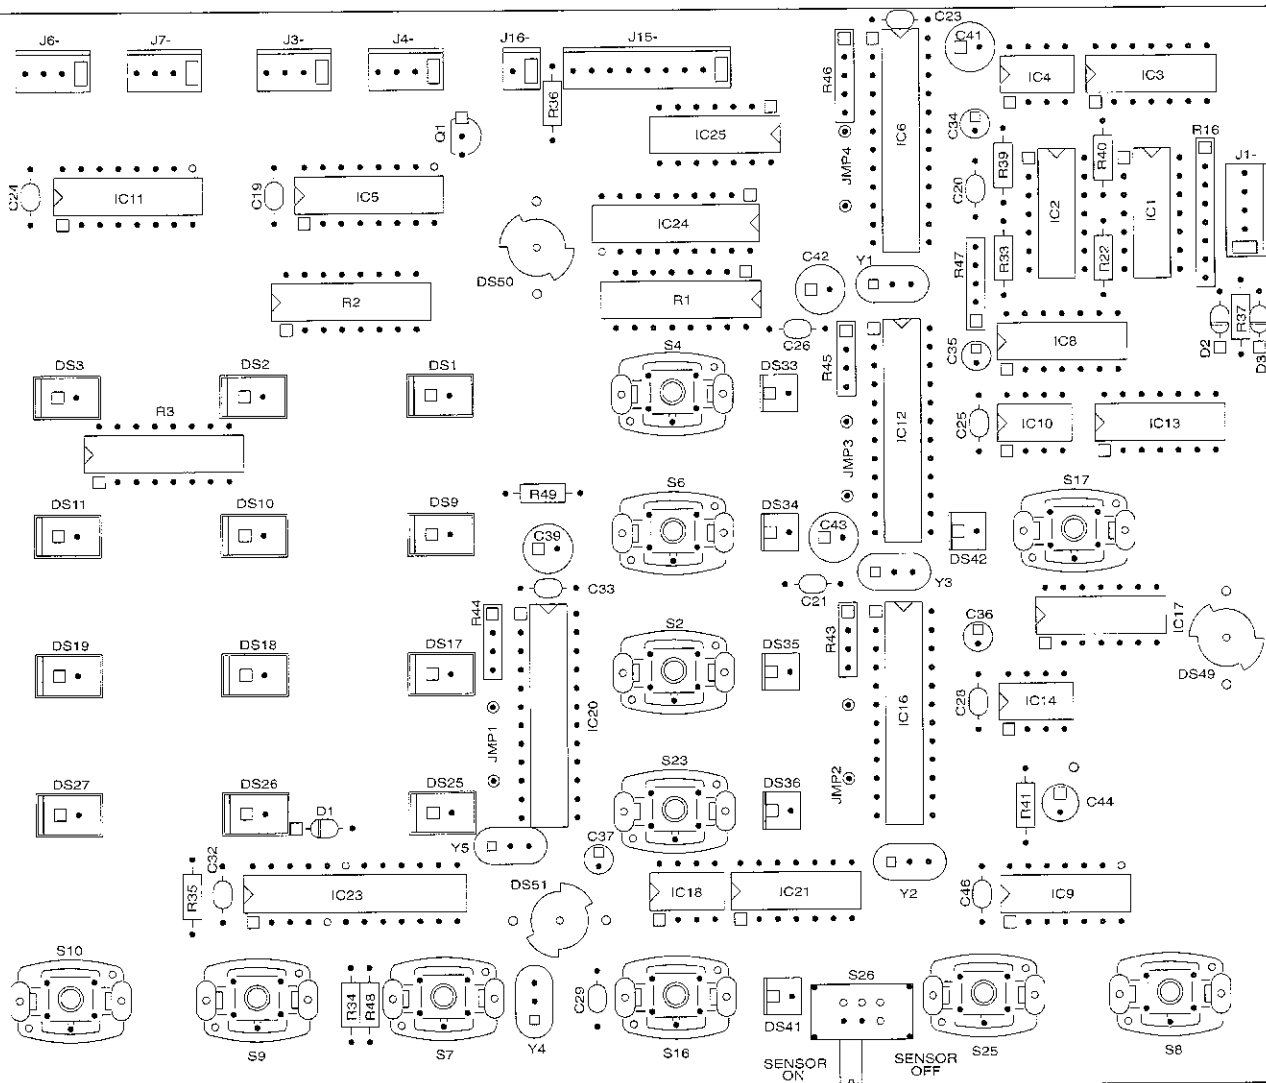 J6-
J7-
J3-
J4-
J16-
J15-
C23
C41
IC4
IC3
R46
R36
Q1
IC25
IC6
C34
R16
J1-
JMP4
R39
R40
C24
IC11
C19
IC5
C20
IC2
IC1
IC24
DS50
C42
Y1
R47
R33
R22
R2
R1
C26
R45
C35
IC8
D2
R37
D3
DS3
DS2
DS1
S4
DS33
R3
IC12
C25
IC10
IC13
JMP3
DS11
DS10
DS9
R49
S6
DS34
S17
C39
C43
DS42
C33
C21
Y3
R44
S2
R43
C36
IC17
DS19
DS18
DS17
DS35
DS49
IC20
IC16
C28
IC14
JMP1
JMP2
S23
DS27
DS26
DS25
D1
DS36
R41
C44
Y5
C37
C32
R35
IC23
DS51
IC18
IC21
Y2
C46
IC9
S10
S9
R34
R48
S7
Y4
C29
S16
DS41
S26
S25
S8
SENSOR
ON
SENSOR
OFF